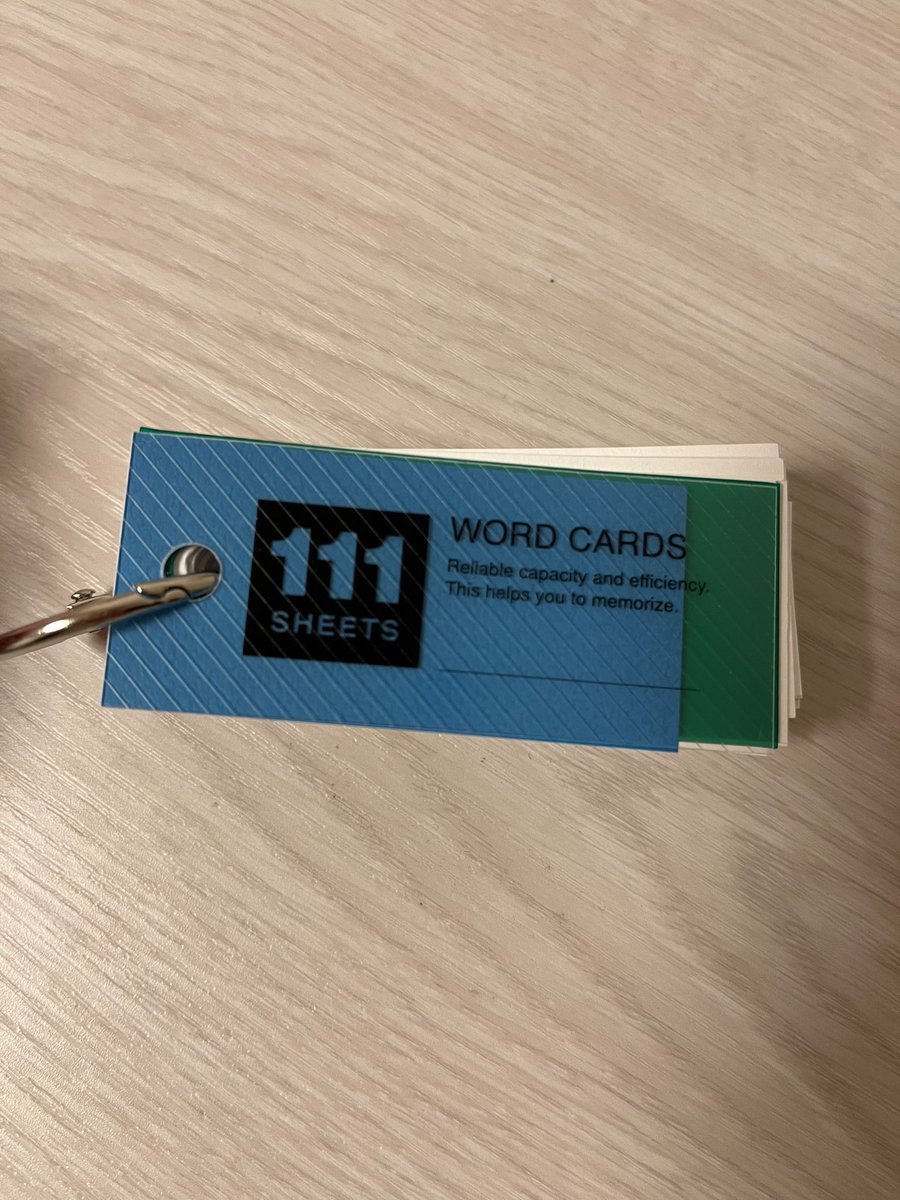 111
SHEETS
WORD CARDS
Reliable capacity and efficiency.
This helps you to memorize.